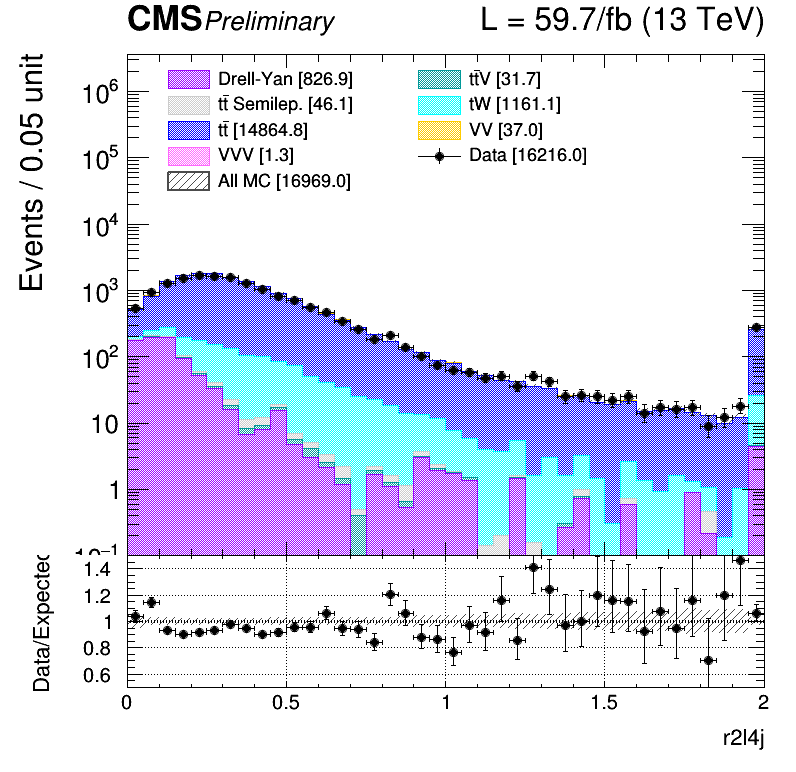 CMS Preliminary L = 59.7/fb (13 TeV)
Events / 0.05 unit
Drell-Yan [826.9]
tt̄ Semilep. [46.1]
tt̄ [14864.8]
VVV [1.3]
All MC [16969.0]
tt̄V [31.7]
tW [1161.1]
VV [37.0]
Data [16216.0]
10⁶
10⁵
10⁴
10³
10²
10
1
10⁻¹
Data/Expected
1.4
1.2
1
0.8
0.6
0 0.5 1 1.5 2
r2l4j